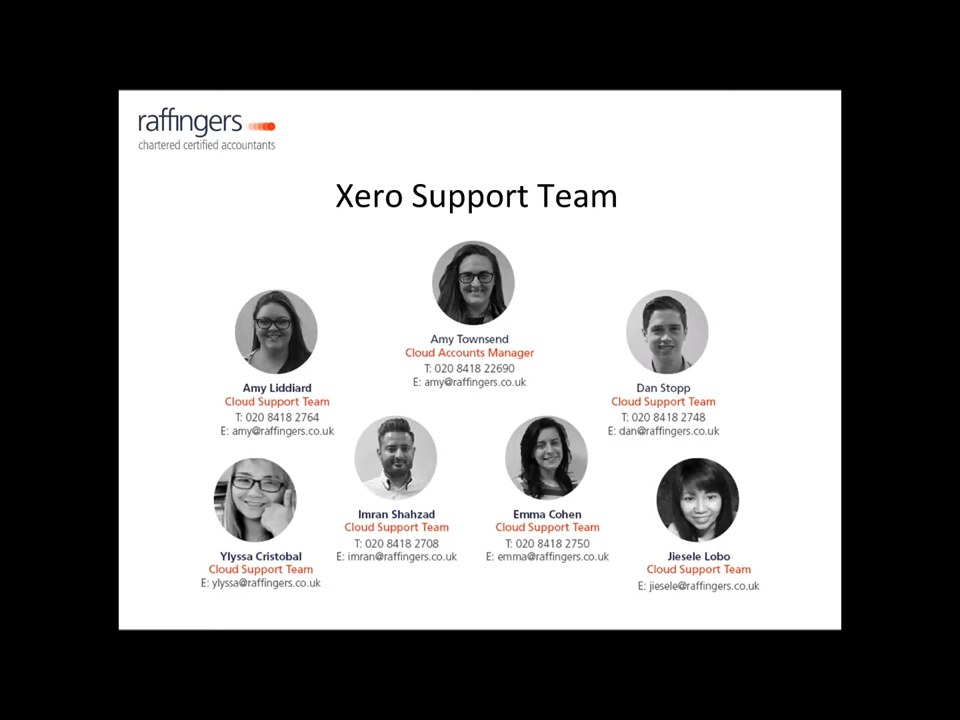 raffingers
chartered certified accountants
Xero Support Team
Amy Townsend
Cloud Accounts Manager
T: 020 8418 22690
E: amy@raffingers.co.uk
Amy Liddiard
Cloud Support Team
T: 020 8418 2764
E: amy@raffingers.co.uk
Dan Stopp
Cloud Support Team
T: 020 8418 2748
E: dan@raffingers.co.uk
Imran Shahzad
Cloud Support Team
T: 020 8418 2708
E: imran@raffingers.co.uk
Emma Cohen
Cloud Support Team
T: 020 8418 2750
E: emma@raffingers.co.uk
Ylyssa Cristobal
Cloud Support Team
E: ylyssa@raffingers.co.uk
Jiesele Lobo
Cloud Support Team
E: jiesele@raffingers.co.uk